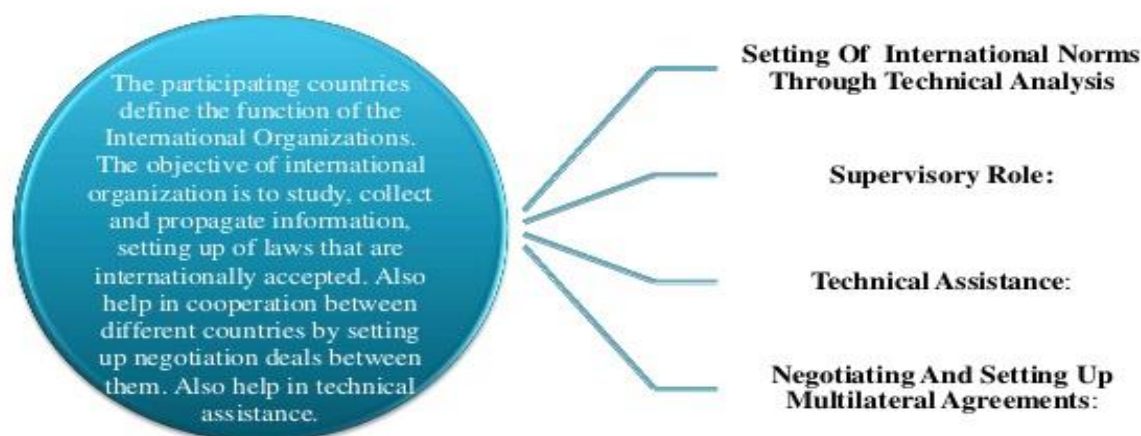 The participating countries
define the function of the
International Organizations.
The objective of international
organization is to study, collect
and propagate information,
setting up of laws that are
internationally accepted. Also
help in cooperation between
different countries by setting
up negotiation deals between
them. Also help in technical
assistance.
Setting Of International Norms
Through Technical Analysis
Supervisory Role:
Technical Assistance:
Negotiating And Setting Up
Multilateral Agreements: